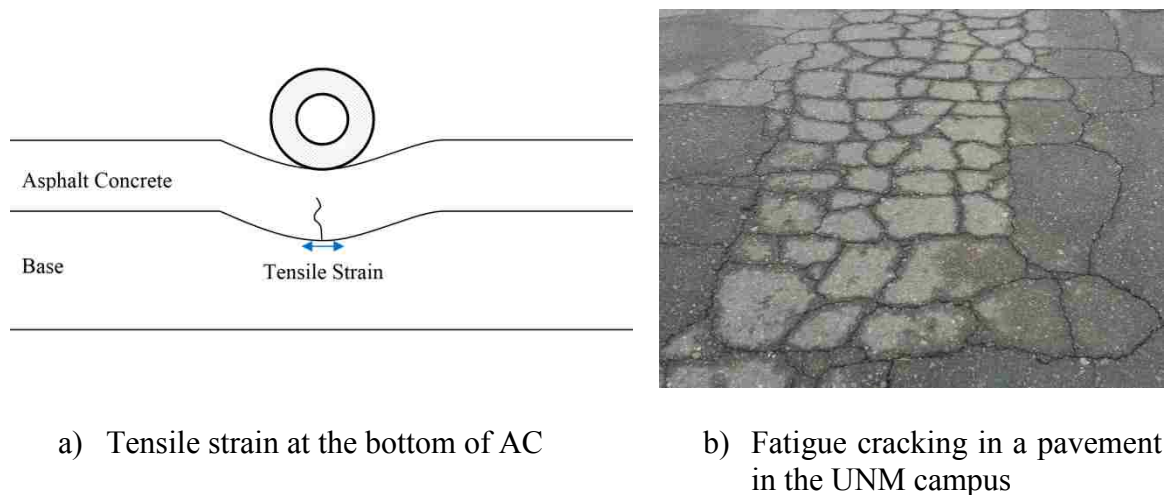 Asphalt Concrete
Base
Tensile Strain
a) Tensile strain at the bottom of AC
b) Fatigue cracking in a pavement
in the UNM campus